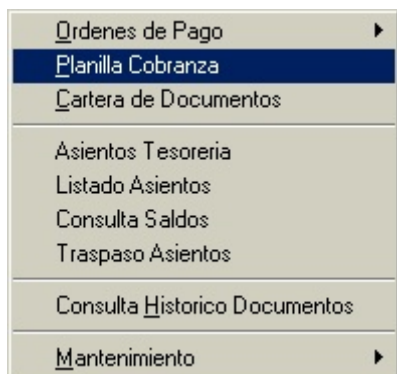 Ordenes de Pago
Planilla Cobranza
Cartera de Documentos
Asientos Tesoreria
Listado Asientos
Consulta Saldos
Traspaso Asientos
Consulta Historico Documentos
Mantenimiento